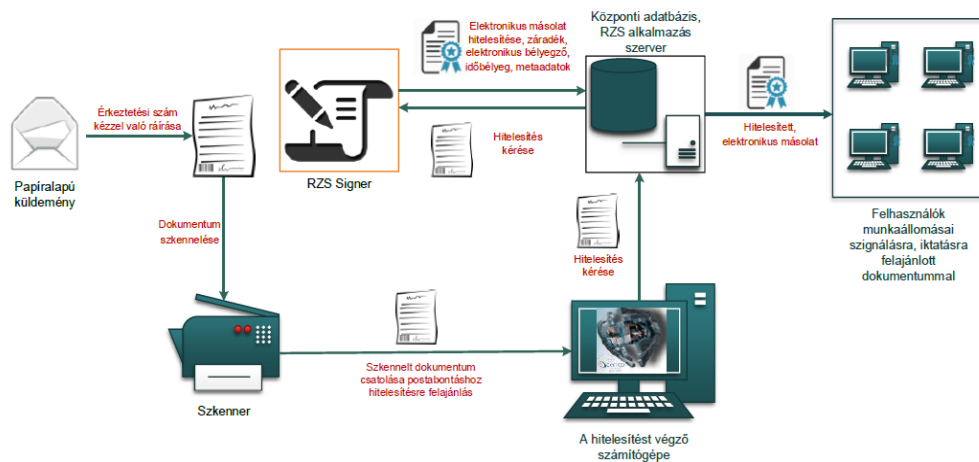 Elektronikus másolat
hitelesítése, záradék,
elektronikus bélyegző,
időbélyeg, metaadatok
Központi adatbázis,
RZS alkalmazás
szerver
Érkeztetési szám
kézzel való ráírása
Papíralapú
küldemény
RZS Signer
Hitelesítés
kérése
Hitelesített,
elektronikus másolat
Felhasználók
munkaállomásai
szignálásra, iktatásra
felajánlott
dokumentummal
Dokumentum
szkennelése
Hitelesítés
kérése
Szkenner
Szkennelt dokumentum
csatolása postabontáshoz
hitelesítésre felajánlás
A hitelesítést végző
számítógépe